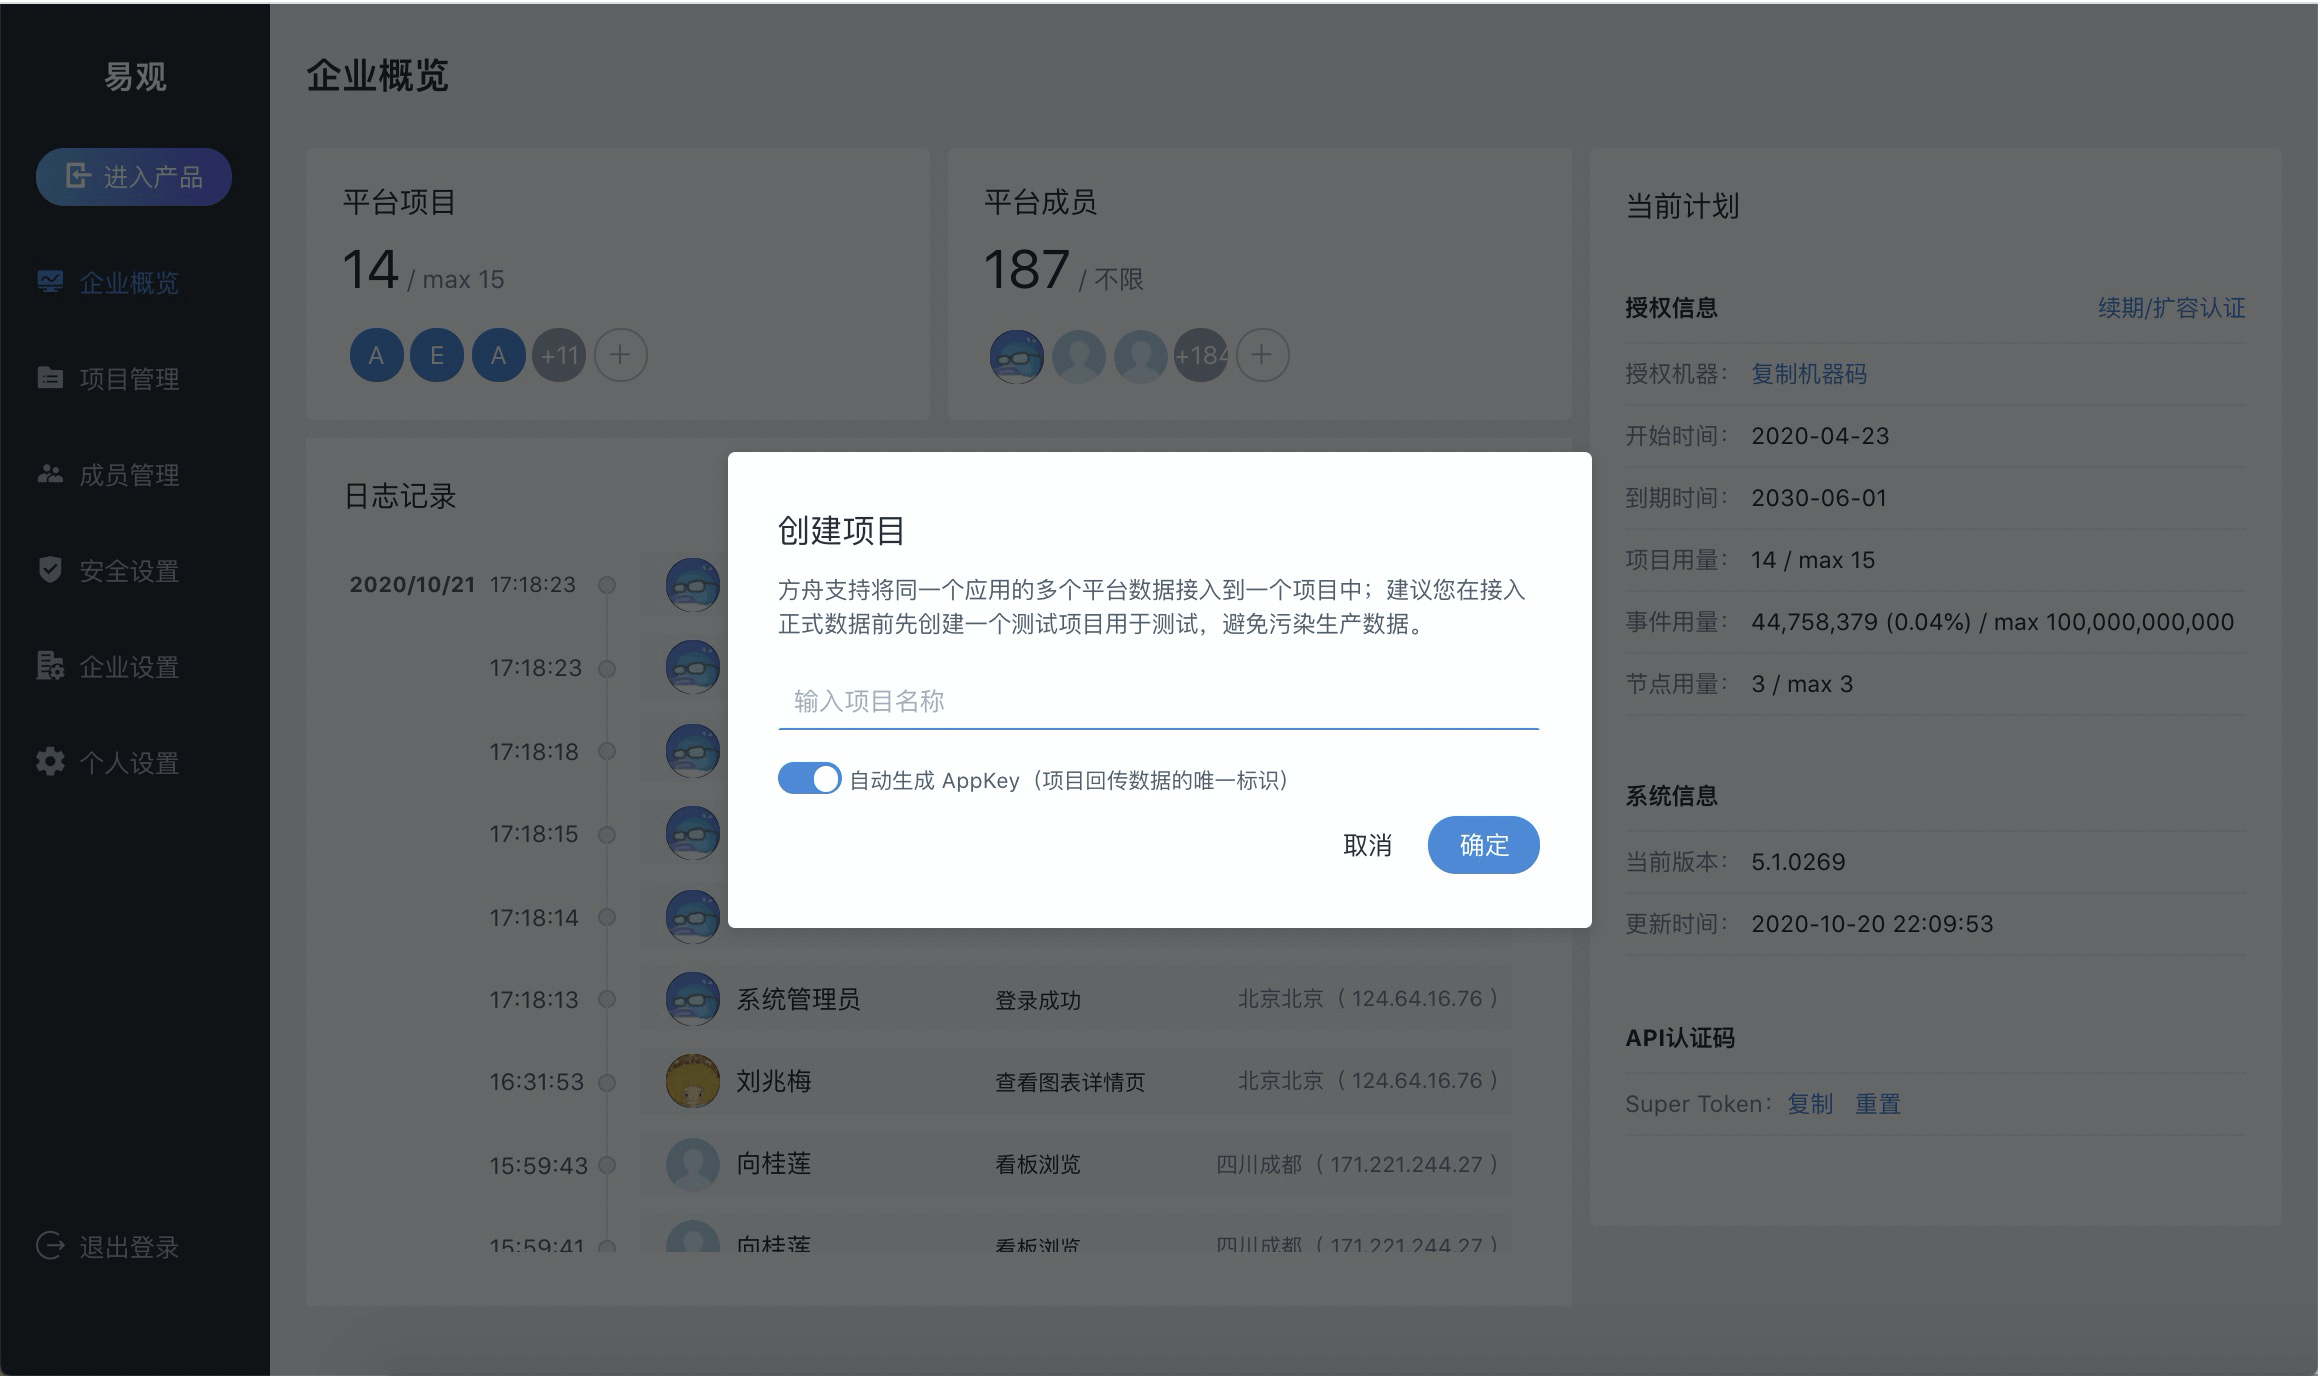 易观
进入产品
企业概览
项目管理
成员管理
安全设置
企业设置
个人设置
退出登录
企业概览
平台项目
14 / max 15
A E A +11
平台成员
187 / 不限
+184
日志记录
2020/10/21 17:18:23
17:18:23
17:18:18
17:18:15
17:18:14
17:18:13 系统管理员 登录成功 北京北京（ 124.64.16.76 ）
16:31:53 刘兆梅 查看图表详情页 北京北京（ 124.64.16.76 ）
15:59:43 向桂莲 看板浏览 四川成都（ 171.221.244.27 ）
15:59:41 向桂莲 看板浏览 四川成都（ 171.221.244.27 ）
创建项目
方舟支持将同一个应用的多个平台数据接入到一个项目中；建议您在接入
正式数据前先创建一个测试项目用于测试，避免污染生产数据。
输入项目名称
自动生成 AppKey（项目回传数据的唯一标识）
取消 确定
当前计划
授权信息 续期/扩容认证
授权机器： 复制机器码
开始时间： 2020-04-23
到期时间： 2030-06-01
项目用量： 14 / max 15
事件用量： 44,758,379 (0.04%) / max 100,000,000,000
节点用量： 3 / max 3
系统信息
当前版本： 5.1.0269
更新时间： 2020-10-20 22:09:53
API认证码
Super Token： 复制 重置